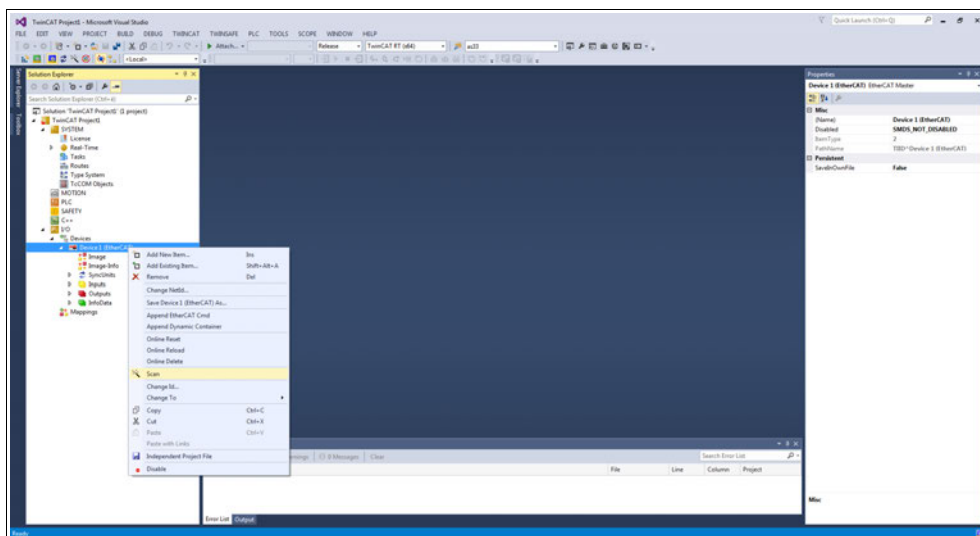 TwinCAT Project1 - Microsoft Visual Studio
Quick Launch (Ctrl+Q)
FILE EDIT VIEW PROJECT BUILD DEBUG TWINCAT TWINSAFE PLC TOOLS SCOPE WINDOW HELP
Attach...
Release
TwinCAT RT (x64)
<Local>
Server Explorer
Toolbox
Solution Explorer
Search Solution Explorer (Ctrl+ü)
Solution 'TwinCAT Project1' (1 project)
TwinCAT Project1
SYSTEM
License
Real-Time
Tasks
Routes
Type System
TcCOM Objects
MOTION
PLC
SAFETY
C++
I/O
Devices
Device 1 (EtherCAT)
Image
Image-Info
SyncUnits
Inputs
Outputs
InfoData
Mappings
Add New Item... Ins
Add Existing Item... Shift+Alt+A
Remove Del
Change NetId...
Save Device 1 (EtherCAT) As...
Append EtherCAT Cmd
Append Dynamic Container
Online Reset
Online Reload
Online Delete
Scan
Change Id...
Change To
Copy Ctrl+C
Cut Ctrl+X
Paste Ctrl+V
Paste with Links
Independent Project File
Disable
0 Messages
Clear
Search Error List
File Line Column Project
Error List Output
Properties
Device 1 (EtherCAT) EtherCAT Master
Misc
(Name) Device 1 (EtherCAT)
Disabled SMDS_NOT_DISABLED
ItemType 2
PathName TIID^Device 1 (EtherCAT)
Persistent
SaveInOwnFile False
Misc
Ready